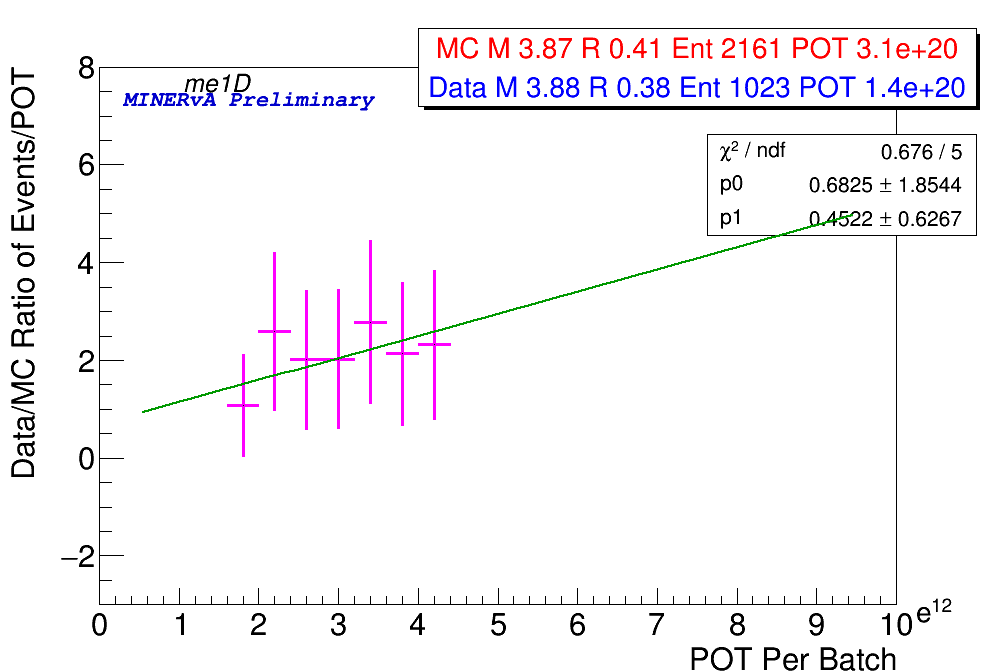 MC M 3.87 R 0.41 Ent 2161 POT 3.1e+20
Data M 3.88 R 0.38 Ent 1023 POT 1.4e+20
me1D
MINERvA Preliminary
χ² / ndf 0.676 / 5
p0 0.6825 ± 1.8544
p1 0.4522 ± 0.6267
Data/MC Ratio of Events/POT
8
6
4
2
0
−2
0 1 2 3 4 5 6 7 8 9 10 e¹²
POT Per Batch